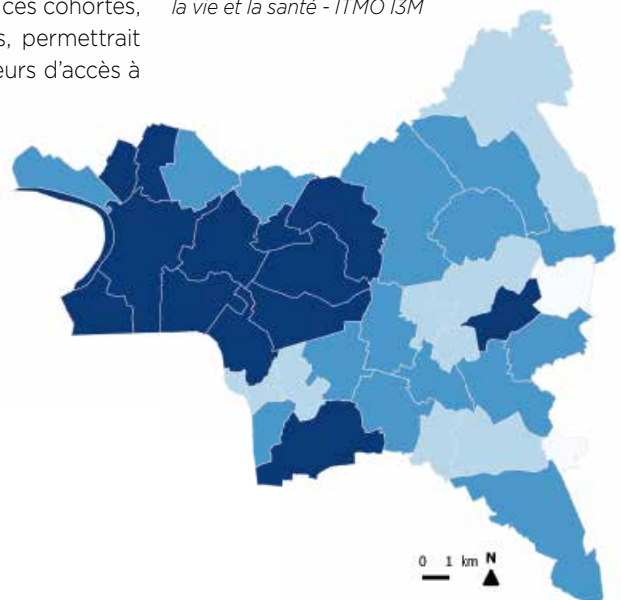 ces cohortes,
s, permettrait
eurs d'accès à
la vie et la santé - ITMO I3M
0 1 km N